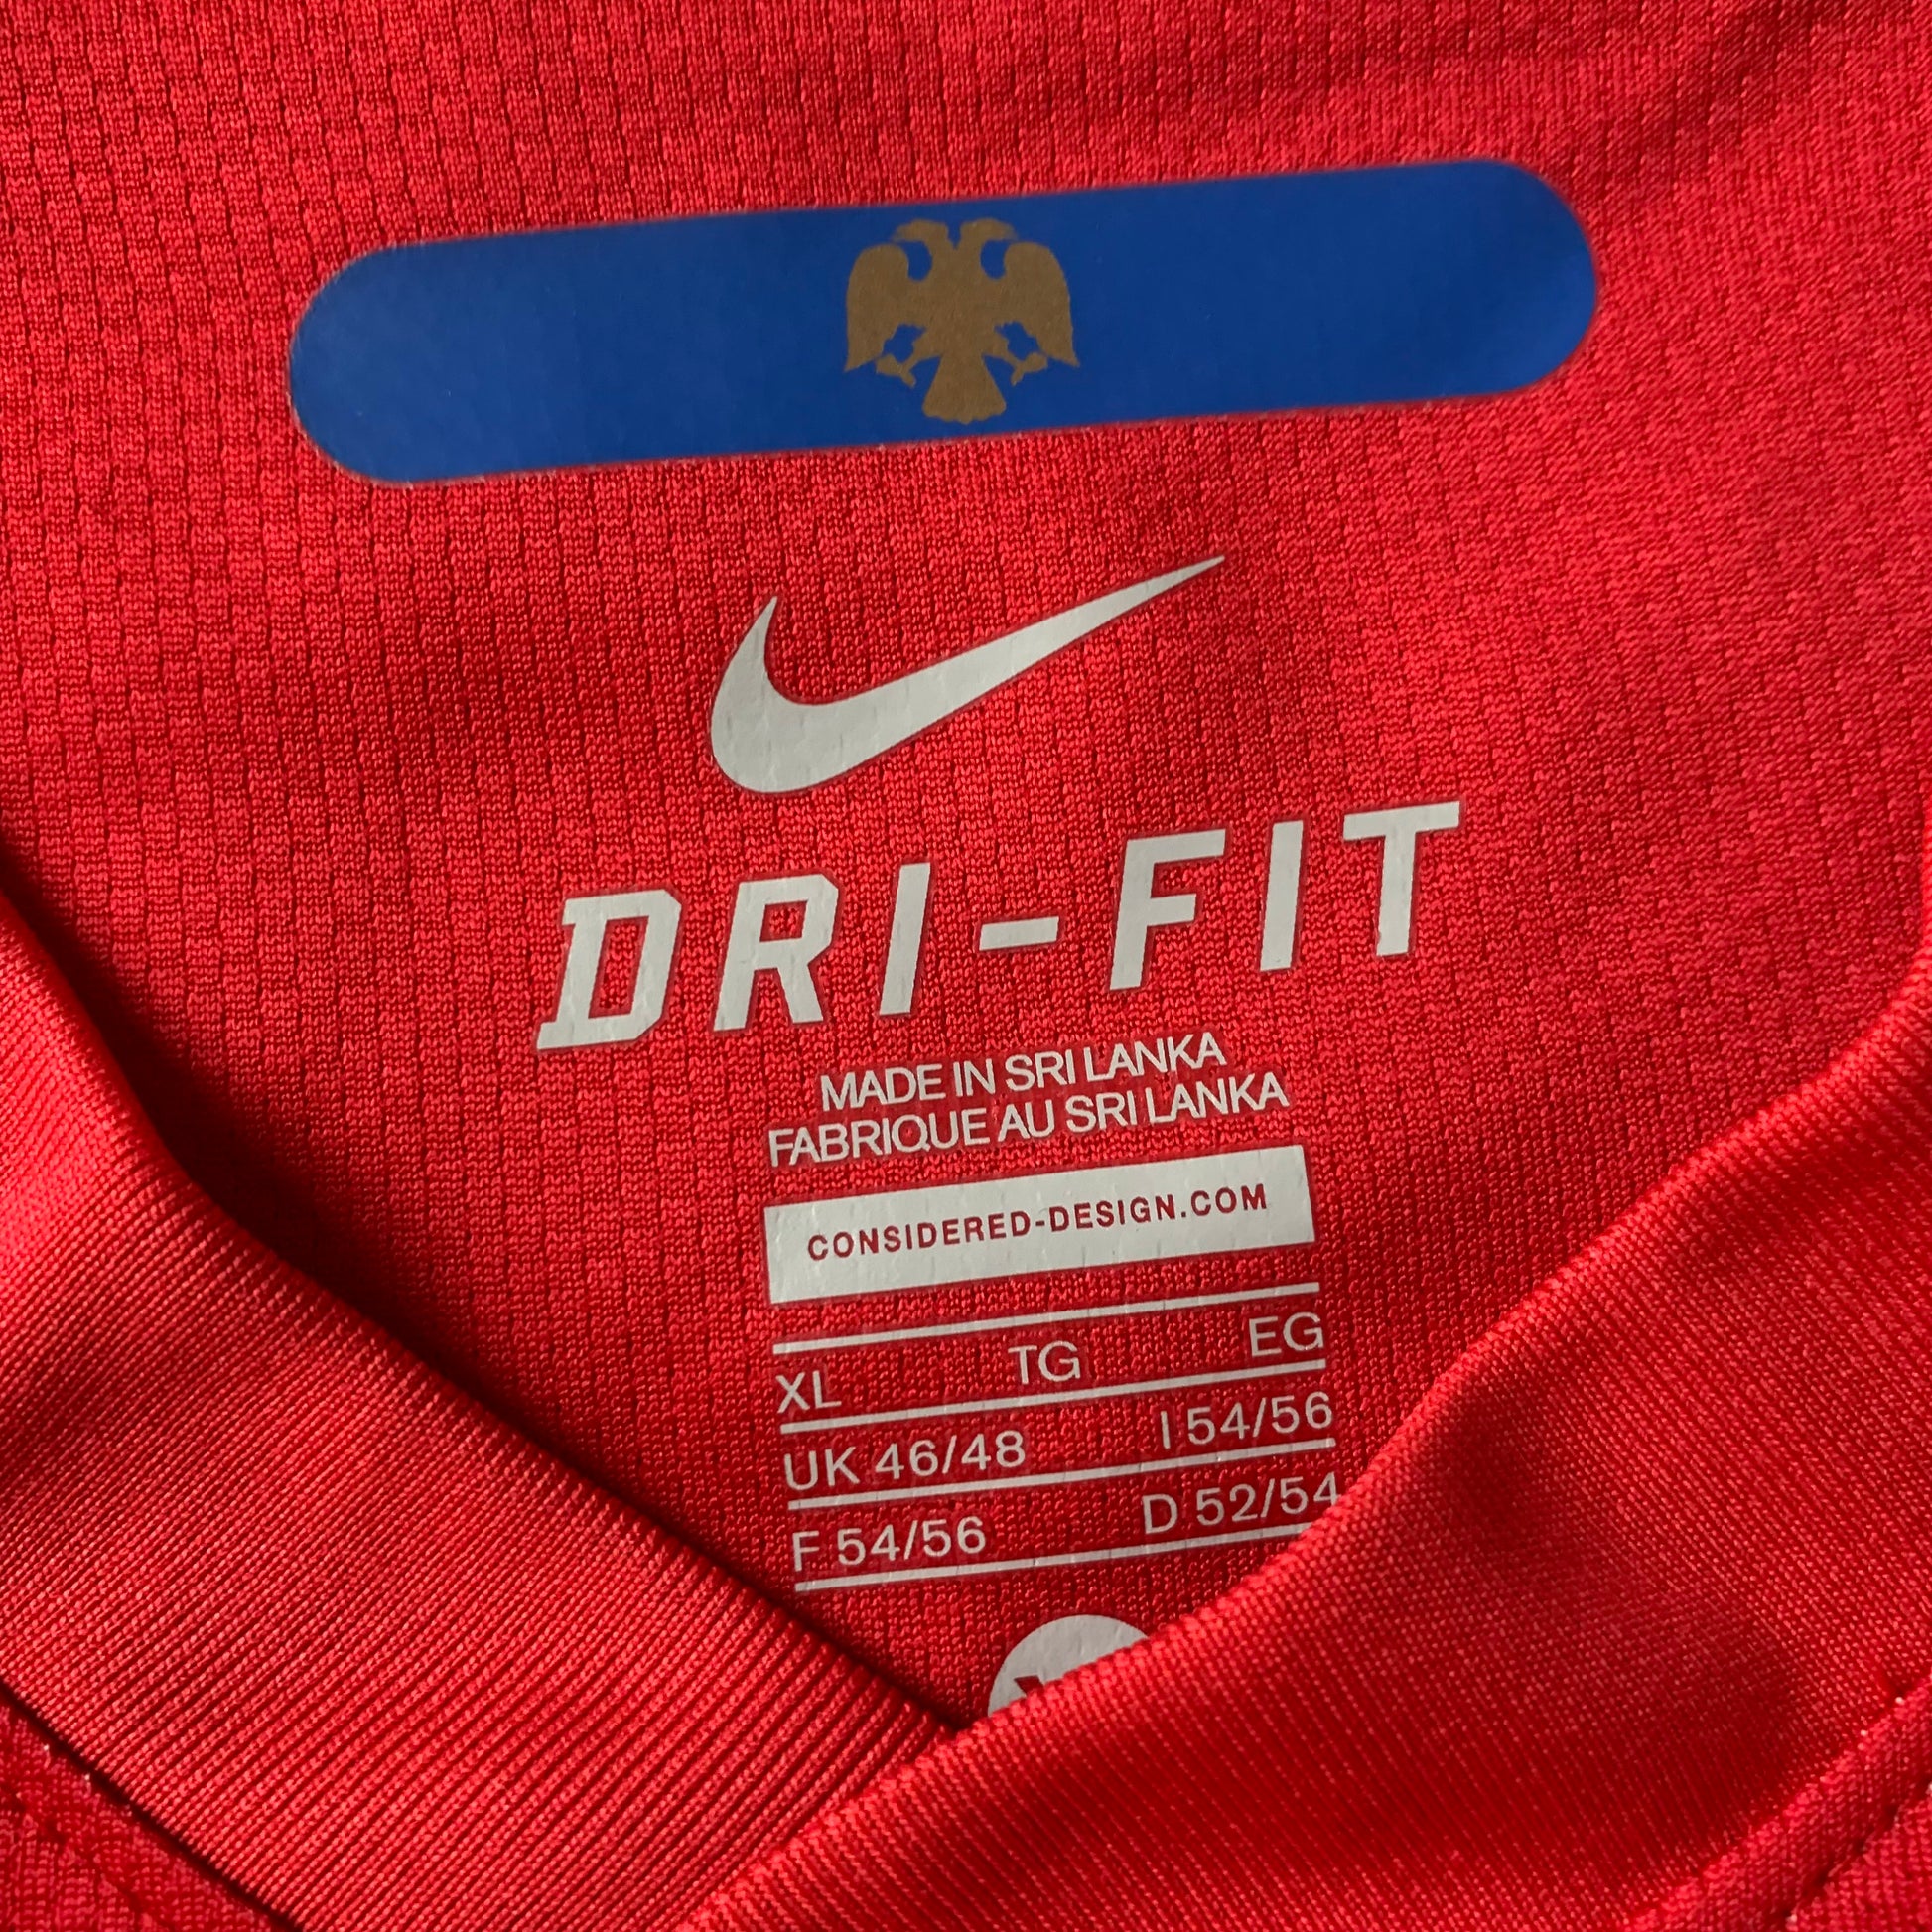 DRI-FIT
MADE IN SRI LANKA
FABRIQUE AU SRI LANKA
CONSIDERED-DESIGN.COM
XL TG EG
UK 46/48 I 54/56
F 54/56 D 52/54